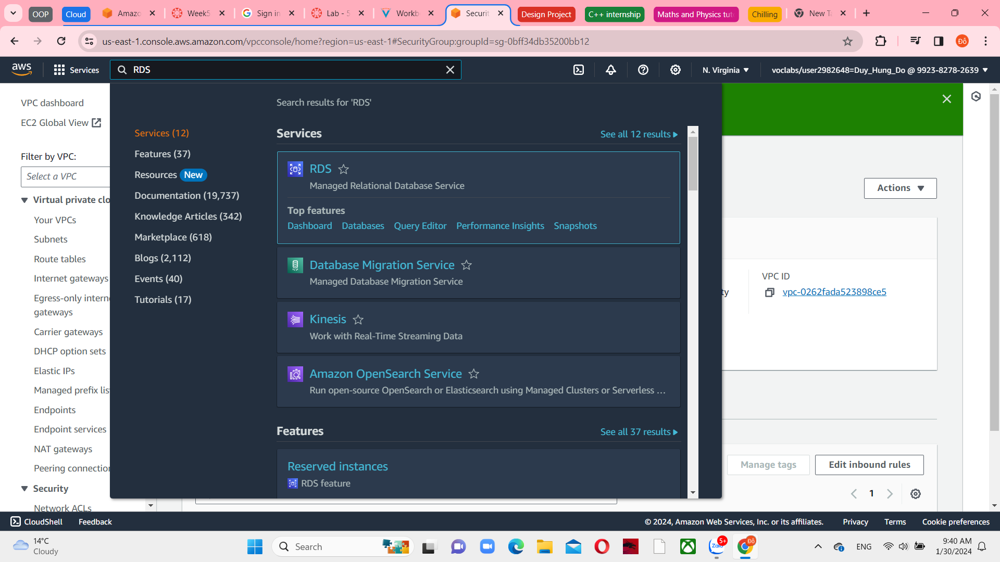 OOP
Cloud
Amazo
Week5
Sign in
Lab - 5
Workb
Securit
Design Project
C++ internship
Maths and Physics tut
Chilling
New Ta
us-east-1.console.aws.amazon.com/vpcconsole/home?region=us-east-1#SecurityGroup:groupId=sg-0bff34db35200bb12
Đỗ
aws
Services
RDS
N. Virginia
voclabs/user2982648=Duy_Hung_Do @ 9923-8278-2639
VPC dashboard
EC2 Global View
Filter by VPC:
Select a VPC
Virtual private clo
Your VPCs
Subnets
Route tables
Internet gateways
Egress-only intern
gateways
Carrier gateways
DHCP option sets
Elastic IPs
Managed prefix lis
Endpoints
Endpoint services
NAT gateways
Peering connection
Security
Network ACLs
Search results for 'RDS'
Services (12)
Features (37)
Resources New
Documentation (19,737)
Knowledge Articles (342)
Marketplace (618)
Blogs (2,112)
Events (40)
Tutorials (17)
Services
See all 12 results
RDS
Managed Relational Database Service
Top features
Dashboard Databases Query Editor Performance Insights Snapshots
Database Migration Service
Managed Database Migration Service
Kinesis
Work with Real-Time Streaming Data
Amazon OpenSearch Service
Run open-source OpenSearch or Elasticsearch using Managed Clusters or Serverless …
Features
See all 37 results
Reserved instances
RDS feature
Actions
ty
VPC ID
vpc-0262fada523898ce5
Manage tags
Edit inbound rules
1
CloudShell
Feedback
© 2024, Amazon Web Services, Inc. or its affiliates.
Privacy
Terms
Cookie preferences
14°C
Cloudy
Search
Zalo
5+
Đỗ
ENG
9:40 AM
1/30/2024